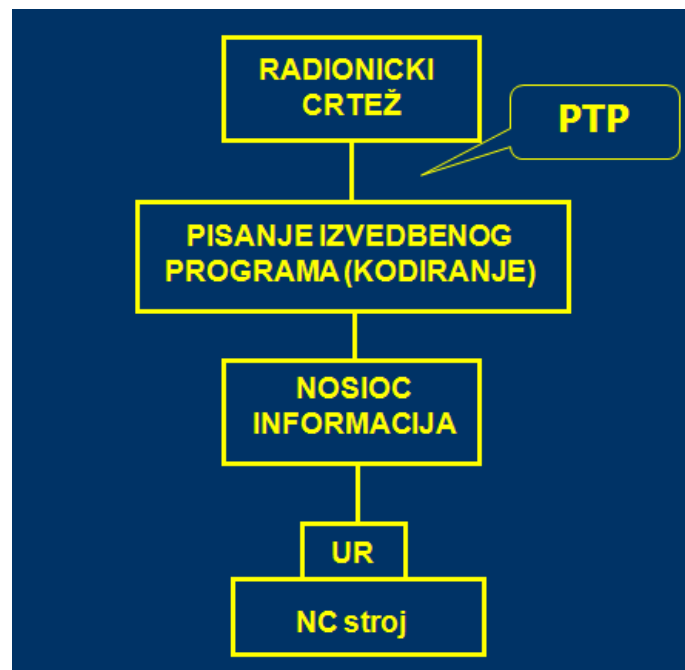 RADIONICKI
CRTEŽ
PTP
PISANJE IZVEDBENOG
PROGRAMA (KODIRANJE)
NOSIOC
INFORMACIJA
UR
NC stroj